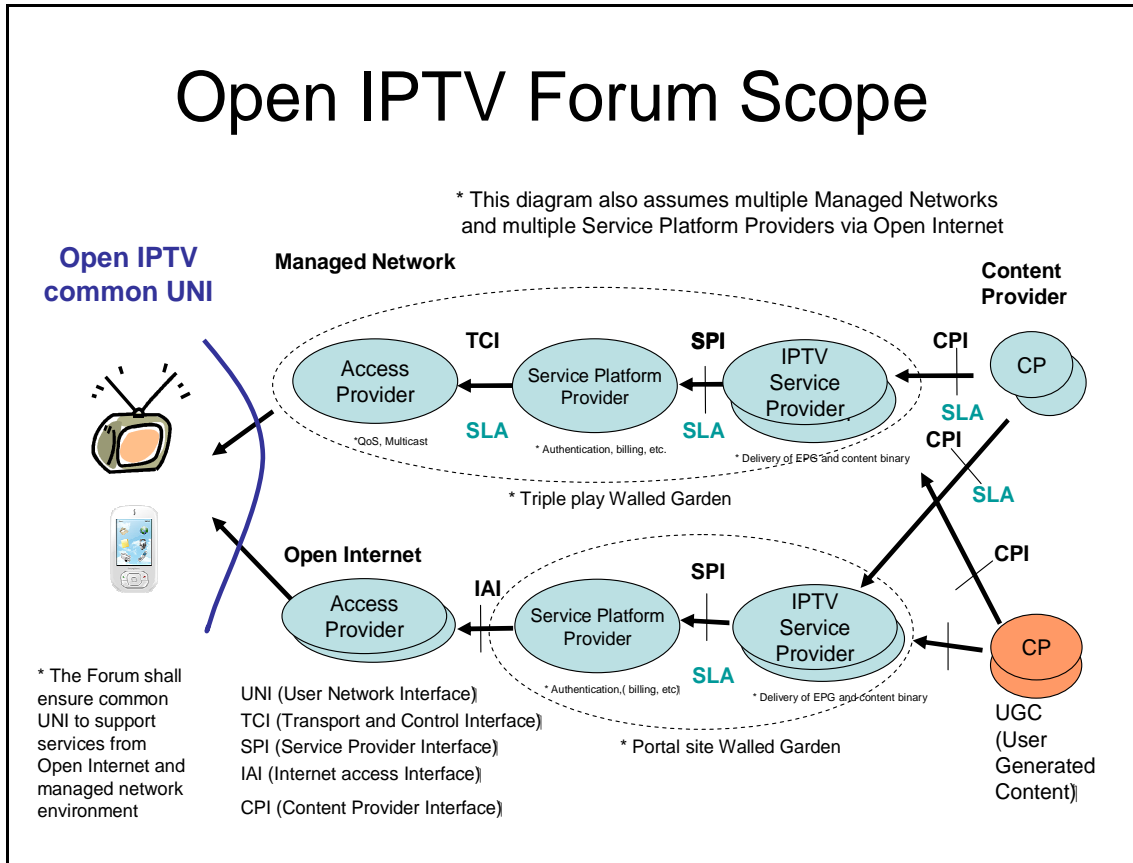 Open IPTV Forum Scope
* This diagram also assumes multiple Managed Networks
and multiple Service Platform Providers via Open Internet
Open IPTV
common UNI
Managed Network
Content
Provider
TCI
SPI
CPI
Access
Provider
Service Platform
Provider
IPTV
Service
Provider
CP
SLA
SLA
SLA
*QoS, Multicast
* Authentication, billing, etc.
* Delivery of EPG and content binary
CPI
SLA
* Triple play Walled Garden
CPI
Open Internet
IAI
SPI
Access
Provider
Service Platform
Provider
IPTV
Service
Provider
CP
SLA
* Authentication,( billing, etc)
* Delivery of EPG and content binary
* The Forum shall
ensure common
UNI to support
services from
Open Internet and
managed network
environment
UNI (User Network Interface)
TCI (Transport and Control Interface)
SPI (Service Provider Interface)
IAI (Internet access Interface)
CPI (Content Provider Interface)
* Portal site Walled Garden
UGC
(User
Generated
Content)